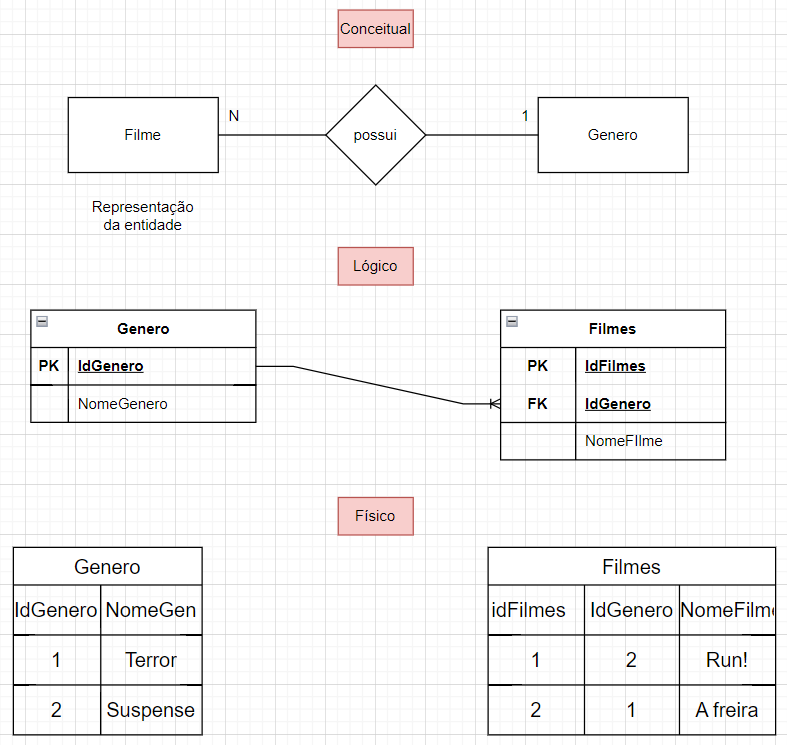 Conceitual
Filme
N
possui
1
Genero
Representação
da entidade
Lógico
Genero
PK IdGenero
NomeGenero
Filmes
PK IdFilmes
FK IdGenero
NomeFIlme
Físico
Genero
IdGenero NomeGen
1 Terror
2 Suspense
Filmes
idFilmes IdGenero NomeFilme
1 2 Run!
2 1 A freira